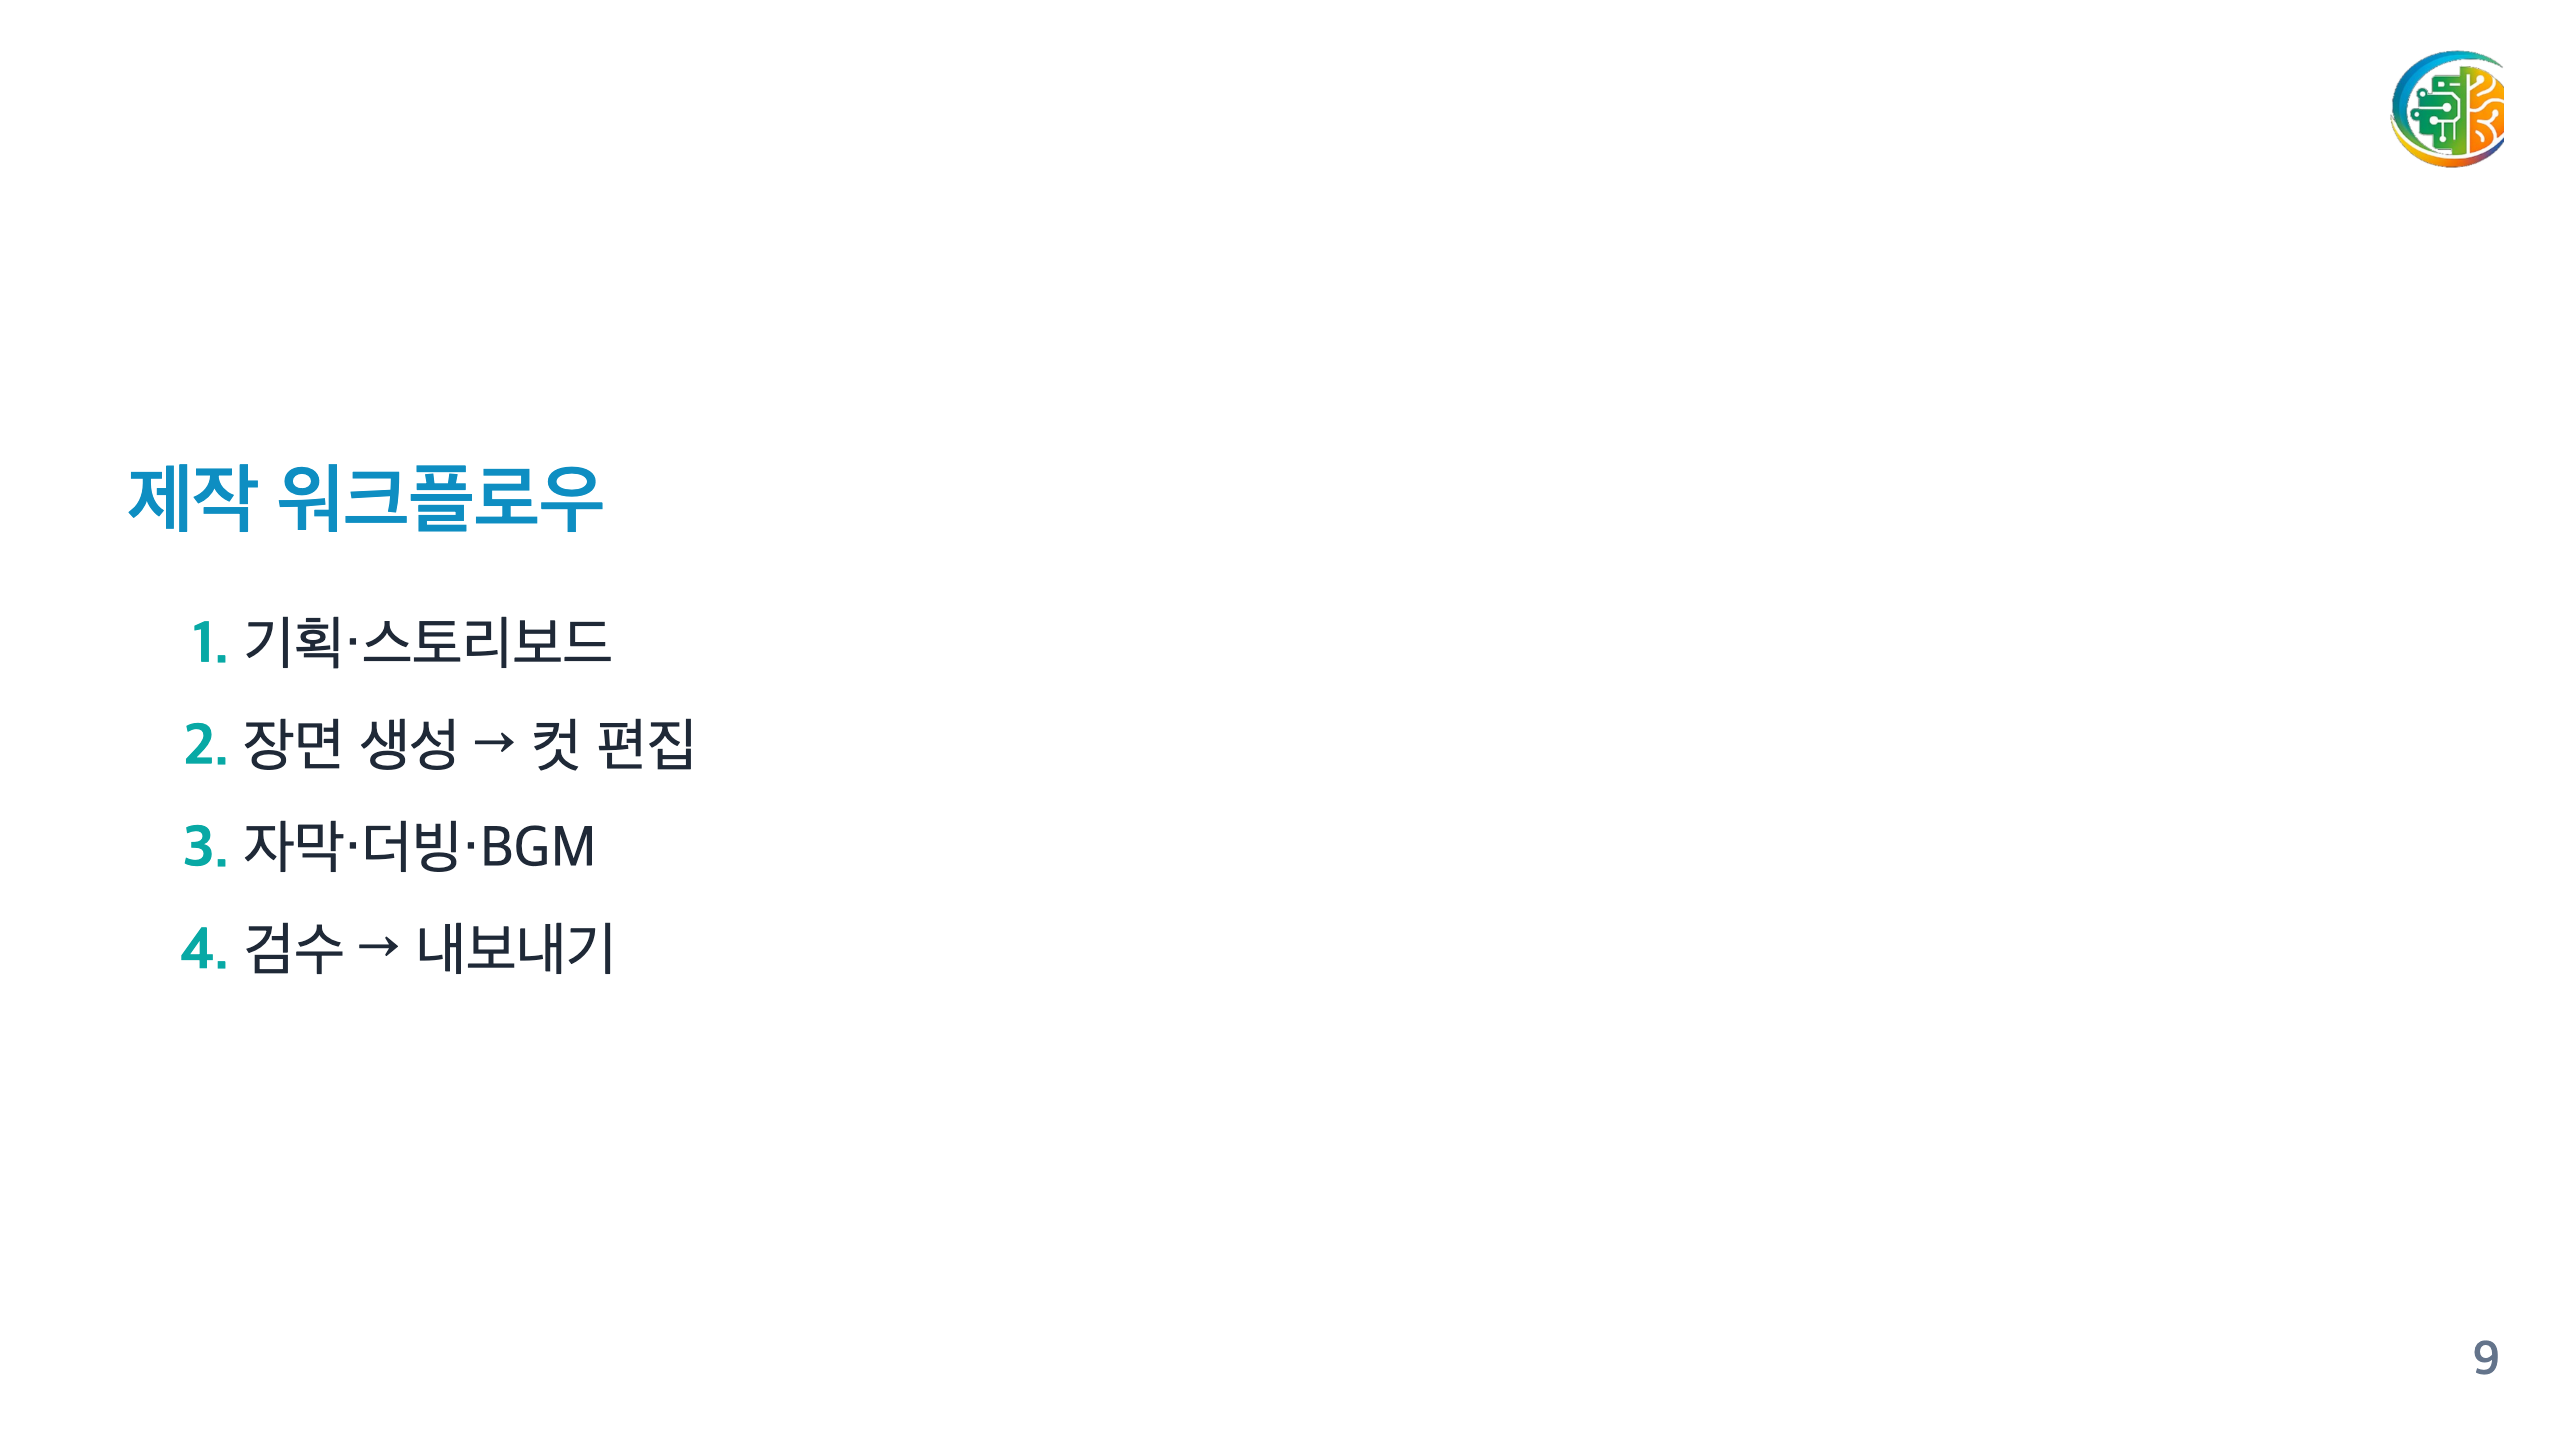 제작 워크플로우
1. 기획·스토리보드
2. 장면 생성 → 컷 편집
3. 자막·더빙·BGM
4. 검수 → 내보내기
9